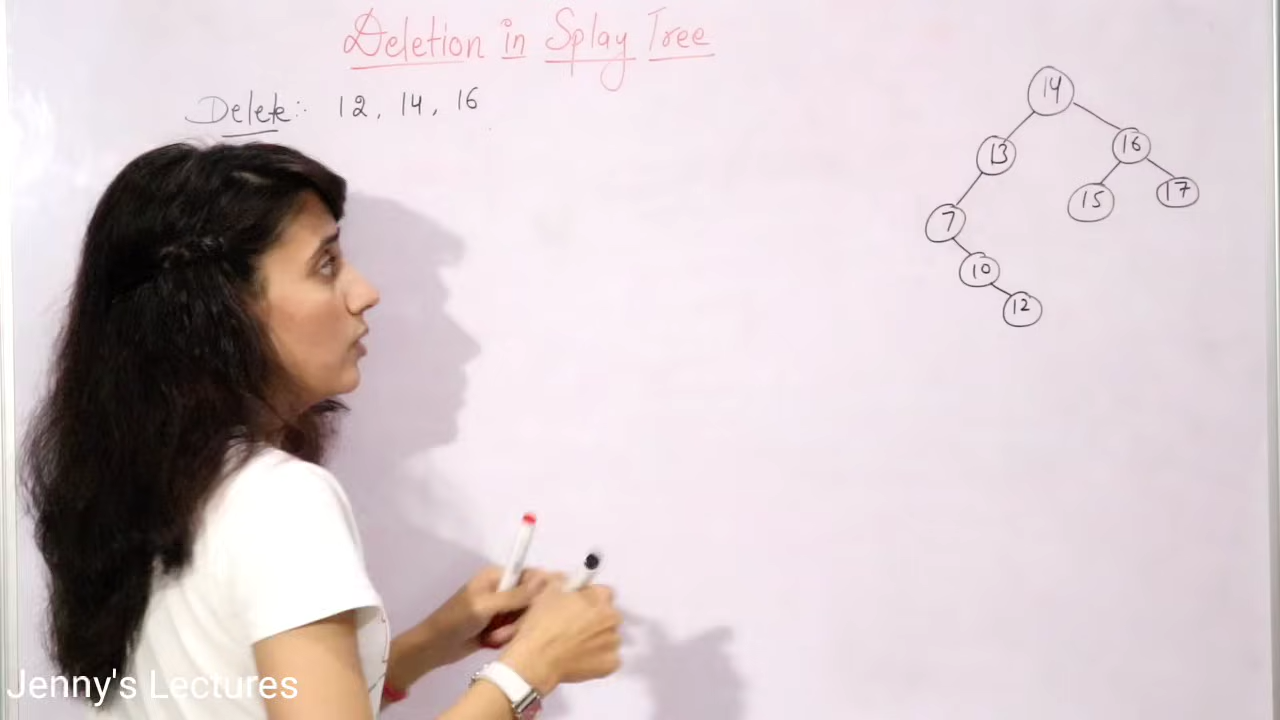 Deletion in Splay Tree
Delete:- 12, 14, 16
14
13 16
15 17
7
10
12
Jenny's Lectures